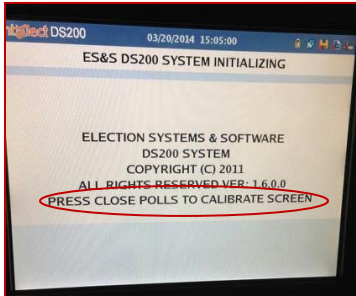 intElect DS200
03/20/2014 15:05:00
ES&S DS200 SYSTEM INITIALIZING
ELECTION SYSTEMS & SOFTWARE
DS200 SYSTEM
COPYRIGHT (C) 2011
ALL RIGHTS RESERVED VER: 1.6.0.0
PRESS CLOSE POLLS TO CALIBRATE SCREEN